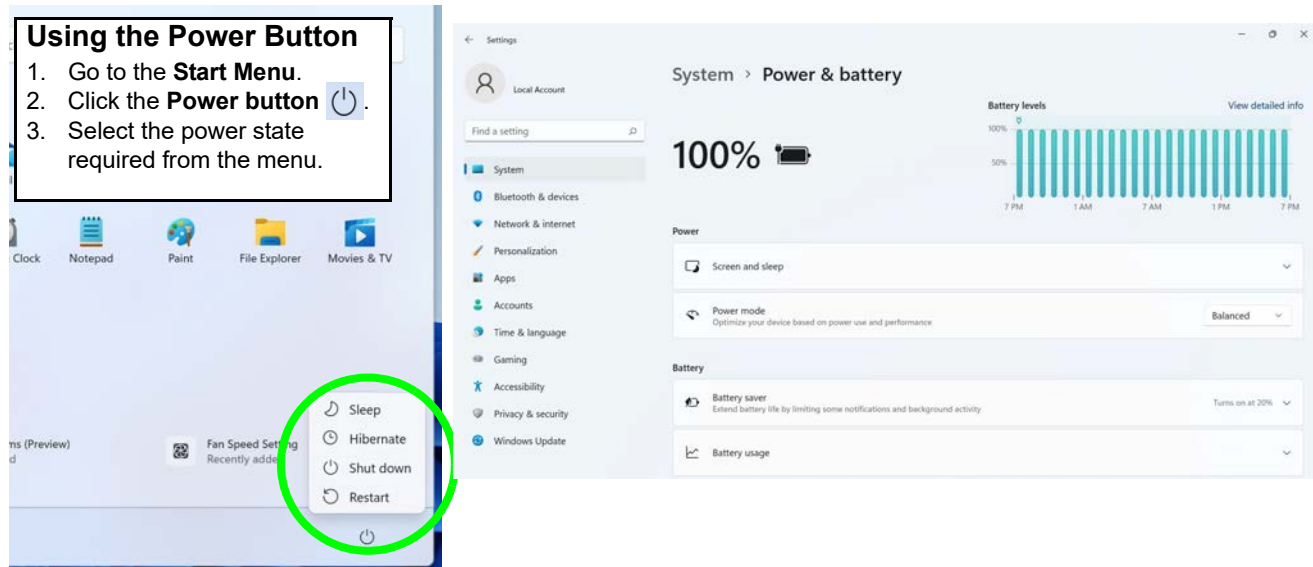 Using the Power Button
1. Go to the Start Menu.
2. Click the Power button .
3. Select the power state
required from the menu.
Clock
Notepad
Paint
File Explorer
Movies & TV
ms (Preview)
d
Fan Speed Setting
Recently adde
Sleep
Hibernate
Shut down
Restart
← Settings
Local Account
Find a setting
System
Bluetooth & devices
Network & internet
Personalization
Apps
Accounts
Time & language
Gaming
Accessibility
Privacy & security
Windows Update
System > Power & battery
100%
Battery levels
View detailed info
100%
50%
7 PM 1 AM 7 AM 1 PM 7 PM
Power
Screen and sleep
Power mode
Optimize your device based on power use and performance
Balanced
Battery
Battery saver
Extend battery life by limiting some notifications and background activity
Turns on at 20%
Battery usage